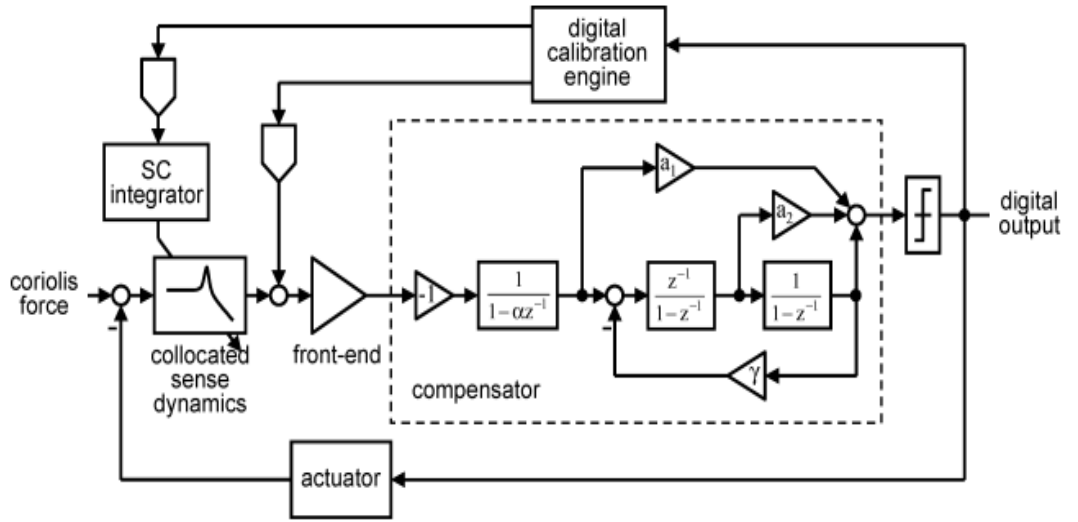 digital
calibration
engine
SC
integrator
a₁
a₂
digital
output
coriolis
force
-
-1
1
1-αz⁻¹
-
z⁻¹
1-z⁻¹
1
1-z⁻¹
collocated
sense
dynamics
front-end
compensator
γ
actuator